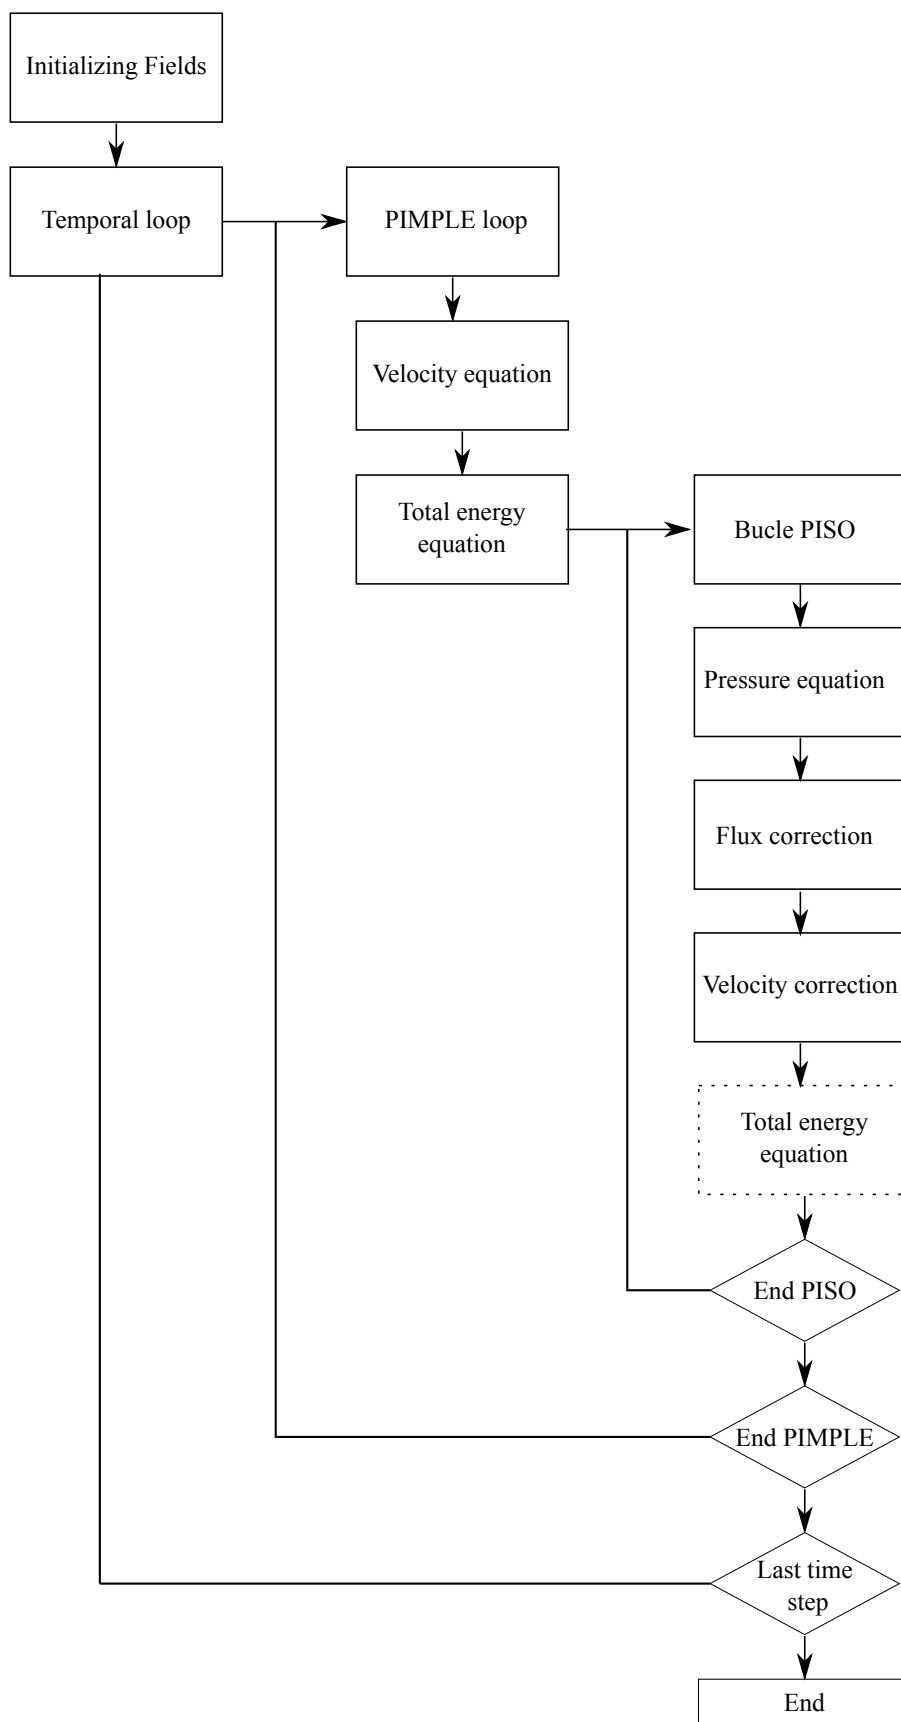 Initializing Fields
Temporal loop
PIMPLE loop
Velocity equation
Total energy
equation
Bucle PISO
Pressure equation
Flux correction
Velocity correction
Total energy
equation
End PISO
End PIMPLE
Last time
step
End